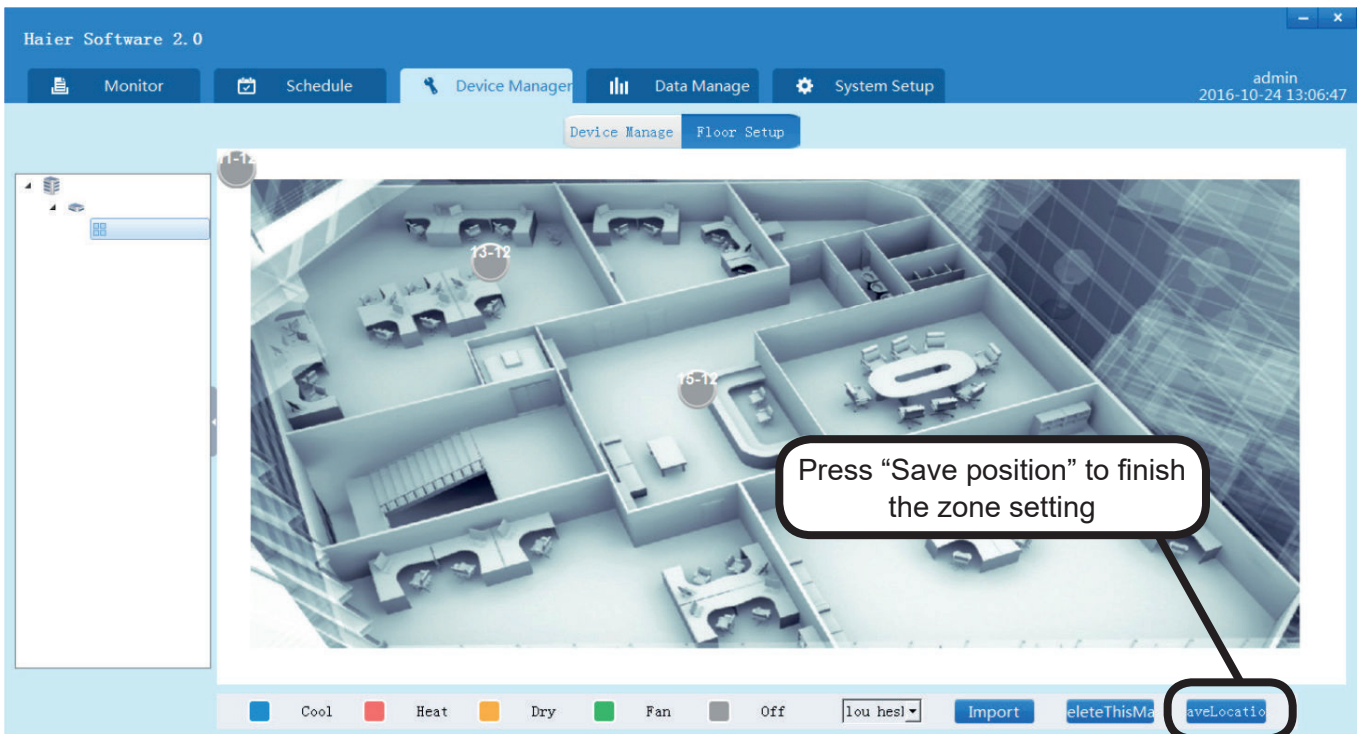 Haier Software 2.0
Monitor
Schedule
Device Manager
Data Manage
System Setup
admin
2016-10-24 13:06:47
Device Manage
Floor Setup
11-12
13-12
15-12
Press “Save position” to finish
the zone setting
Cool
Heat
Dry
Fan
Off
lou hesl
Import
eleteThisMa
aveLocatio